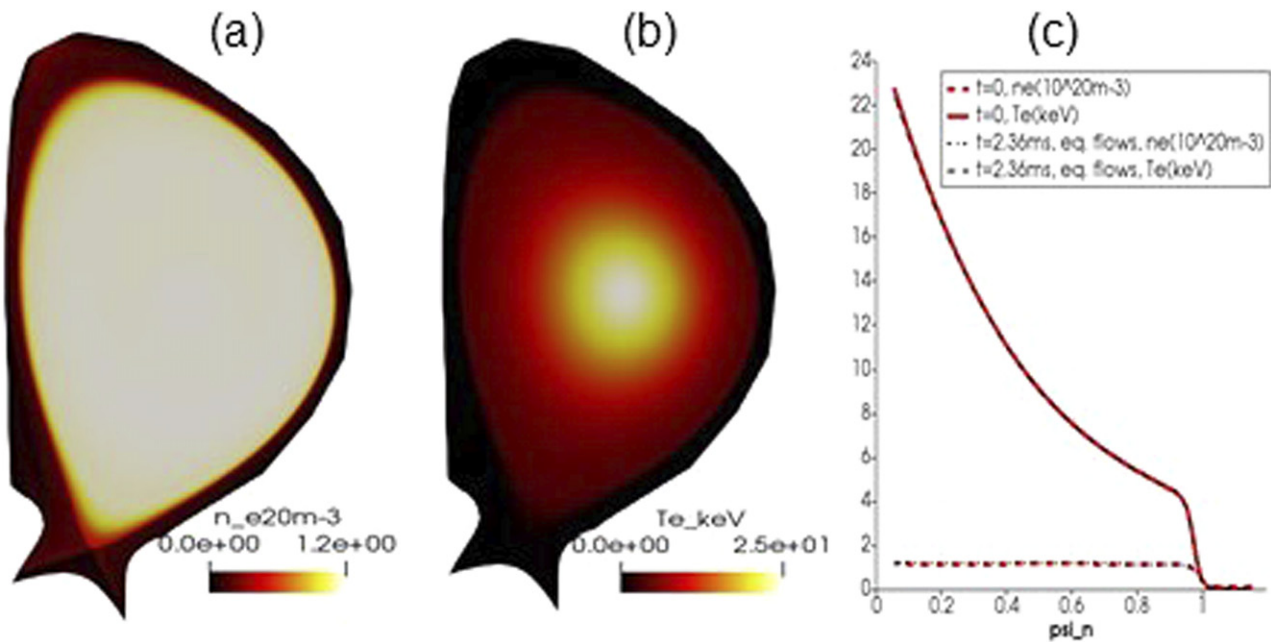 (a)
n_e20m-3
0.0e+00 1.2e+00
(b)
Te_keV
0.0e+00 2.5e+01
(c)
24
22
20
18
16
14
12
10
8
6
4
2
0
t=0, ne(10^20m-3)
t=0, Te(keV)
t=2.36ms, eq. flows, ne(10^20m-3)
t=2.36ms, eq. flows, Te(keV)
0 0.2 0.4 0.6 0.8 1
psi_n